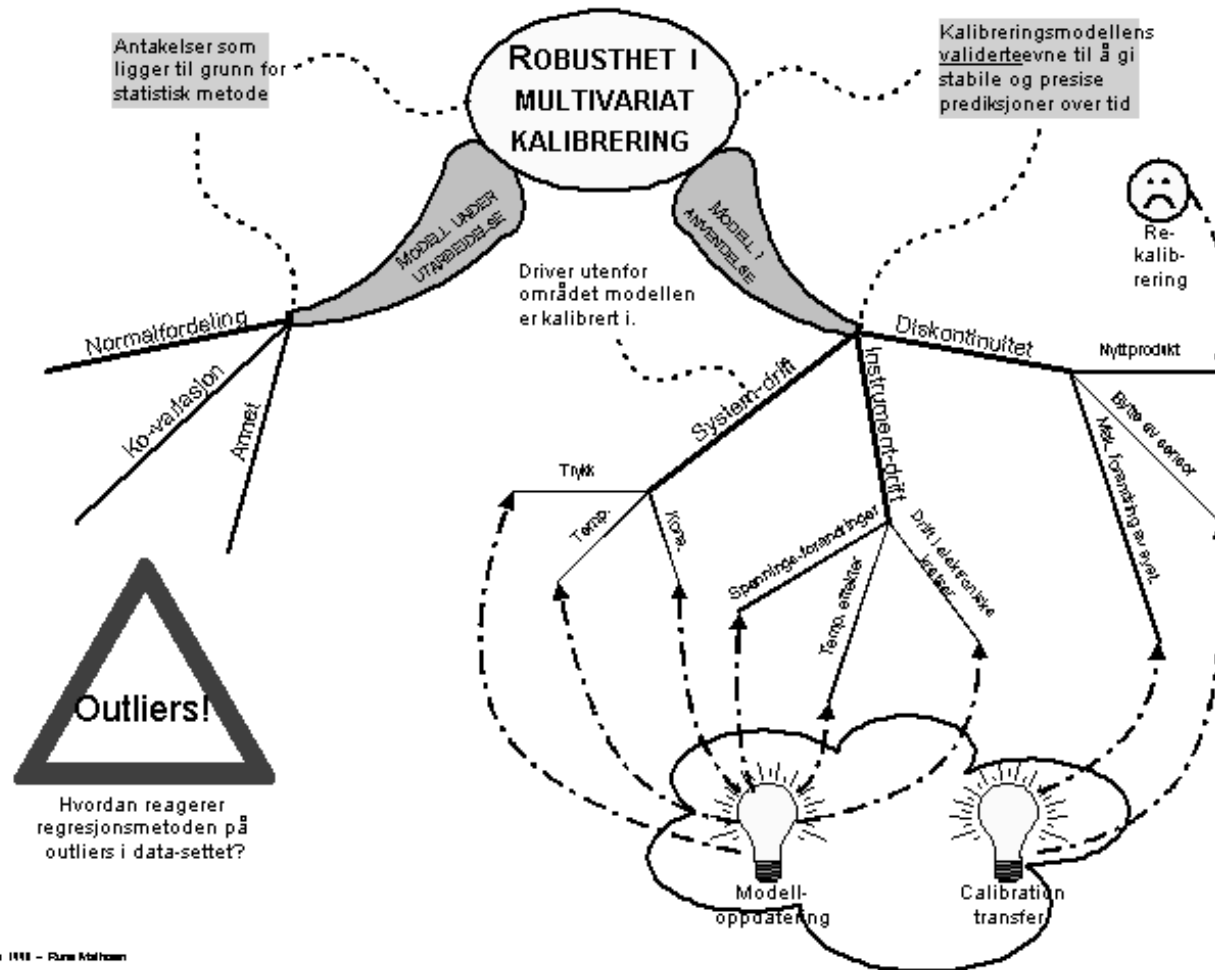 Antakelser som
ligger til grunn for
statistisk metode
ROBUSTHET I
MULTIVARIAT
KALIBRERING
Kalibreringsmodellens
validerteevne til å gi
stabile og presise
prediksjoner over tid
MODELL UNDER
UTARBEIDELSE
MODELL I
ANVENDELSE
Re-
kalib-
rering
Driver utenfor
området modellen
er kalibrert i.
Normalfordeling
Ko-variasjon
Annet
System-drift
Instrument-drift
Diskontinuitet
Nytt produkt
Bytte av sensor
Mek. forandring av syst.
Trykk
Temp.
Kons.
Spennings-forandringer
Temp. effekter
Drift i elektroniske
kretser
Outliers!
Hvordan reagerer
regresjonsmetoden på
outliers i data-settet?
Modell-
oppdatering
Calibration
transfer
Rune Mathisen